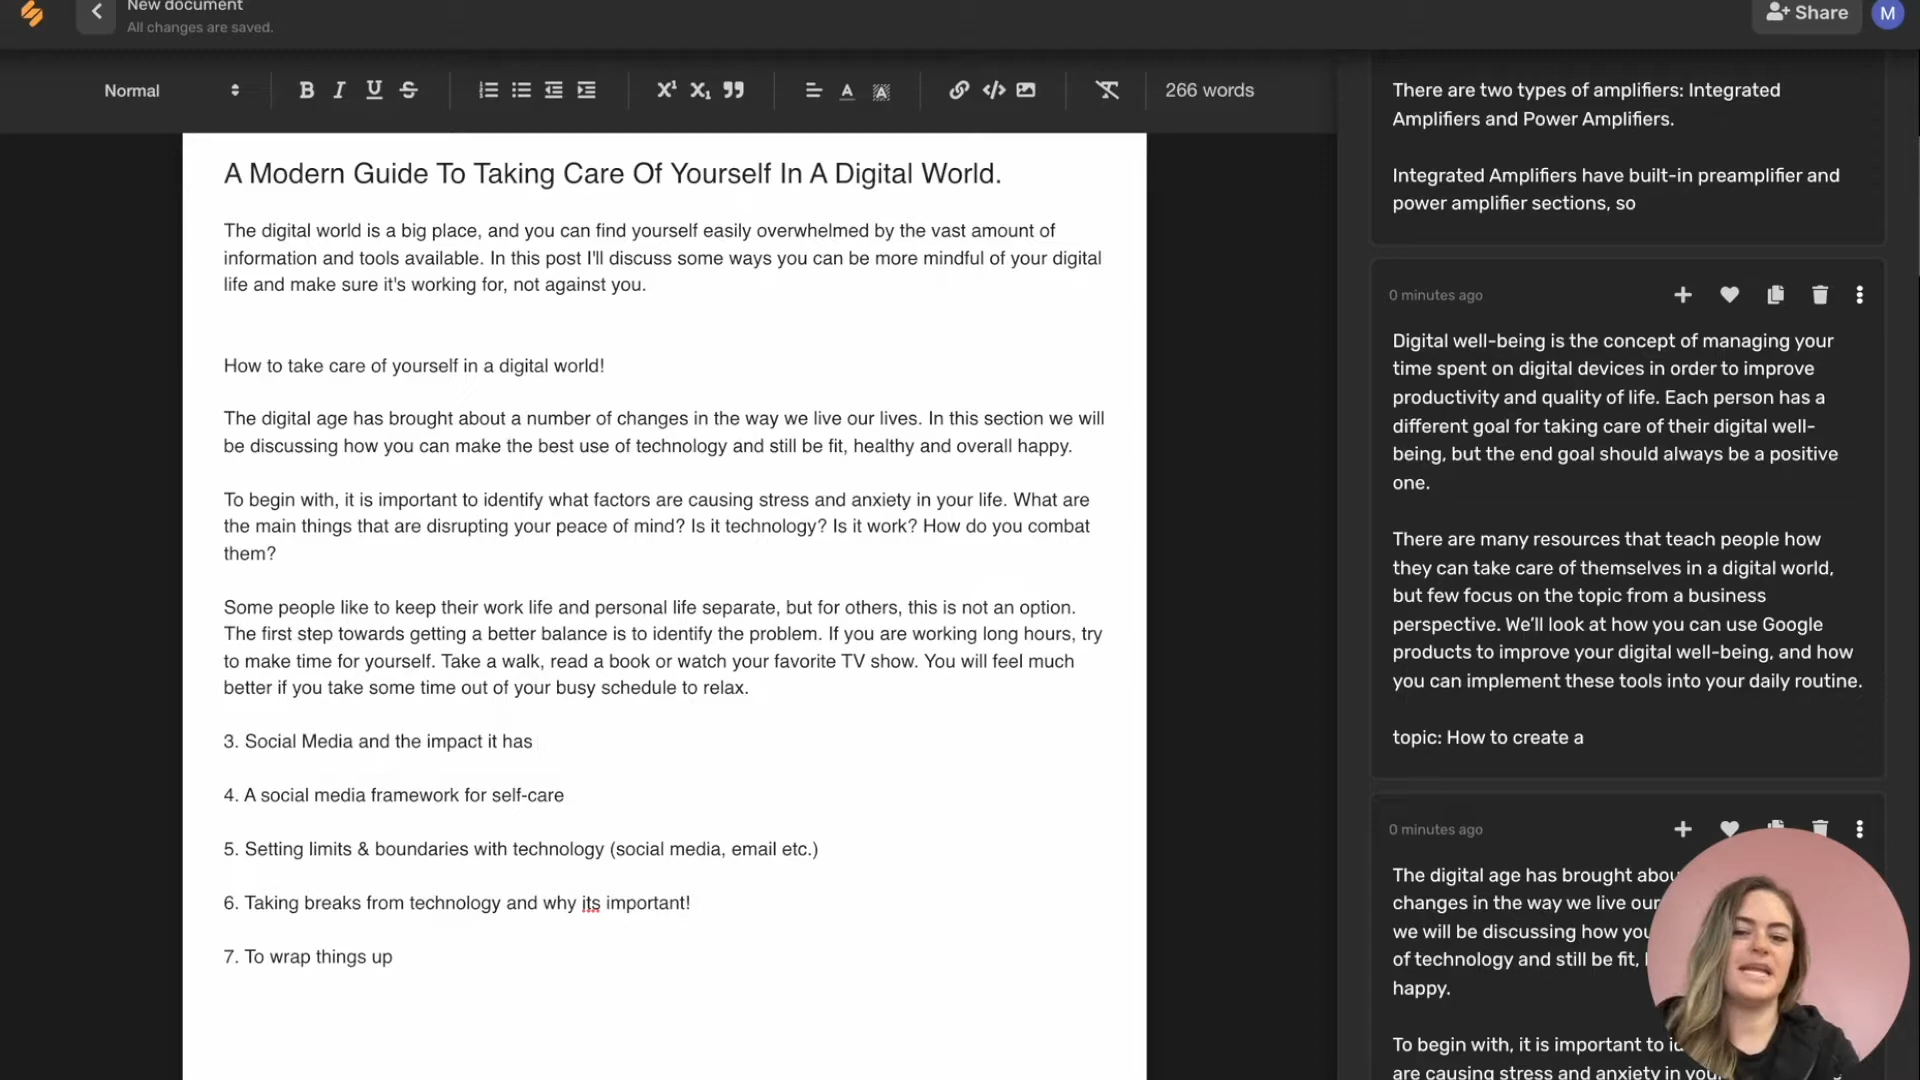 New document
All changes are saved.
Share
M
Normal
B I U S
X¹ X₁
A A
266 words
A Modern Guide To Taking Care Of Yourself In A Digital World.
The digital world is a big place, and you can find yourself easily overwhelmed by the vast amount of
information and tools available. In this post I'll discuss some ways you can be more mindful of your digital
life and make sure it's working for, not against you.
How to take care of yourself in a digital world!
The digital age has brought about a number of changes in the way we live our lives. In this section we will
be discussing how you can make the best use of technology and still be fit, healthy and overall happy.
To begin with, it is important to identify what factors are causing stress and anxiety in your life. What are
the main things that are disrupting your peace of mind? Is it technology? Is it work? How do you combat
them?
Some people like to keep their work life and personal life separate, but for others, this is not an option.
The first step towards getting a better balance is to identify the problem. If you are working long hours, try
to make time for yourself. Take a walk, read a book or watch your favorite TV show. You will feel much
better if you take some time out of your busy schedule to relax.
3. Social Media and the impact it has
4. A social media framework for self-care
5. Setting limits & boundaries with technology (social media, email etc.)
6. Taking breaks from technology and why its important!
7. To wrap things up
There are two types of amplifiers: Integrated
Amplifiers and Power Amplifiers.
Integrated Amplifiers have built-in preamplifier and
power amplifier sections, so
0 minutes ago
Digital well-being is the concept of managing your
time spent on digital devices in order to improve
productivity and quality of life. Each person has a
different goal for taking care of their digital well-
being, but the end goal should always be a positive
one.
There are many resources that teach people how
they can take care of themselves in a digital world,
but few focus on the topic from a business
perspective. We'll look at how you can use Google
products to improve your digital well-being, and how
you can implement these tools into your daily routine.
topic: How to create a
0 minutes ago
The digital age has brought
changes in the way we live our
we will be discussing how
of technology and still be fit,
happy.
To begin with, it is important to
are causing stress and anxiety in